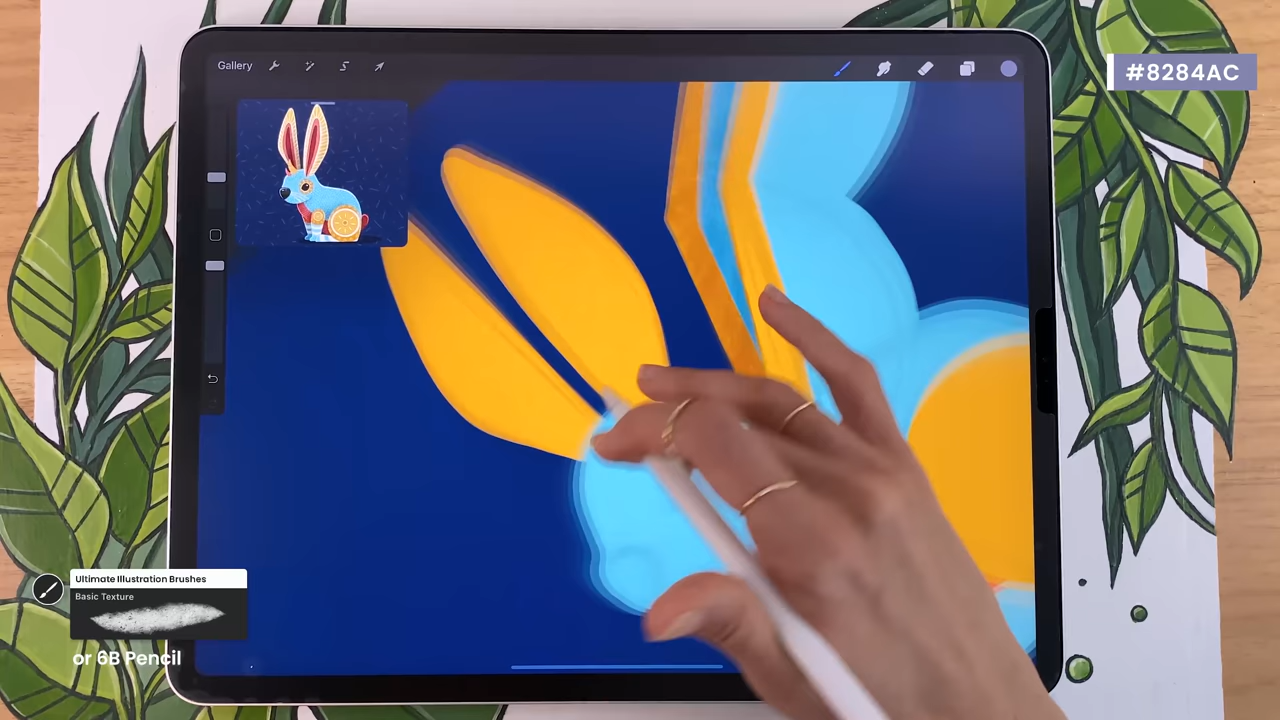 Gallery
#8284AC
Ultimate Illustration Brushes
Basic Texture
or 6B Pencil